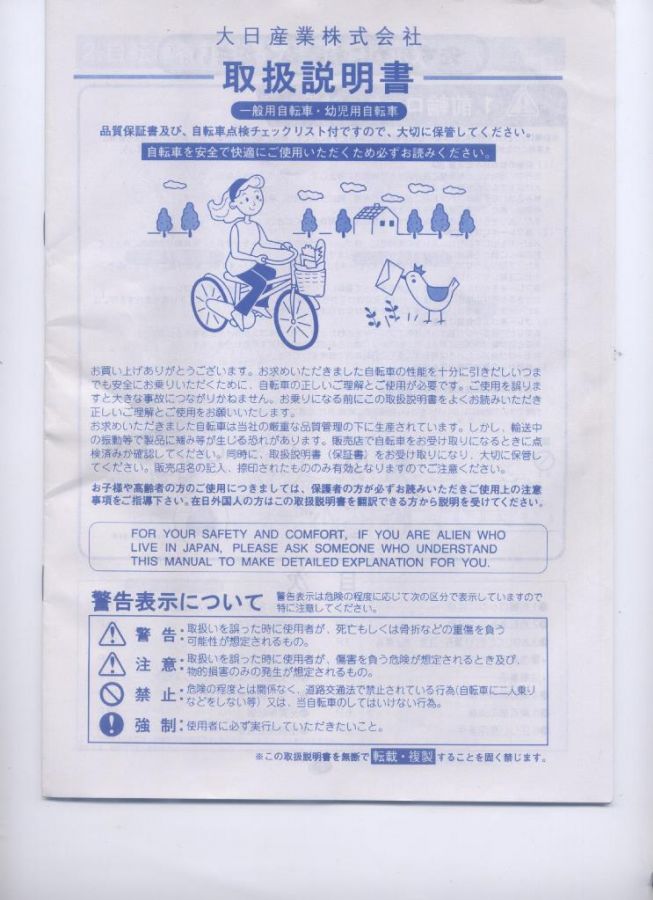 大日産業株式会社
取扱説明書
一般用自転車・幼児用自転車
品質保証書及び、自転車点検チェックリスト付ですので、大切に保管してください。
自転車を安全で快適にご使用いただくため必ずお読みください。
お買い上げありがとうございます。お求めいただきました自転車の性能を十分に引きだしいつま
でも安全にお乗りいただくために、自転車の正しいご理解とご使用が必要です。ご使用を誤りま
すと大きな事故につながりかねません。お乗りになる前にこの取扱説明書をよくお読みいただき
正しいご理解とご使用をお願いいたします。
お求めいただきました自転車は当社の厳重な品質管理の下に生産されています。しかし、輸送中
の振動等で製品に緩み等が生じる恐れがあります。販売店で自転車をお受け取りになるときに点
検済みか確認してください。同時に、取扱説明書（保証書）をお受け取りになり、大切に保管し
てください。販売店名の記入、捺印されたもののみ有効となりますのでご注意ください。
お子様や高齢者の方のご使用につきましては、保護者の方が必ずお読みいただきご使用上の注意
事項をご指導下さい。在日外国人の方はこの取扱説明書を翻訳できる方から説明を受けてください。
FOR YOUR SAFETY AND COMFORT, IF YOU ARE ALIEN WHO
LIVE IN JAPAN, PLEASE ASK SOMEONE WHO UNDERSTAND
THIS MANUAL TO MAKE DETAILED EXPLANATION FOR YOU.
警告表示について 警告表示は危険の程度に応じて次の区分で表示していますので
特に注意してください。
警告：取扱いを誤った時に使用者が、死亡もしくは骨折などの重傷を負う
可能性が想定されるもの。
注意：取扱いを誤った時に使用者が、傷害を負う危険が想定されるとき及び、
物的損害のみの発生が想定されるもの。
禁止：危険の程度とは関係なく、道路交通法で禁止されている行為(自転車に二人乗り
などをしない等）又は、当自転車のしてはいけない行為。
強制：使用者に必ず実行していただきたいこと。
※この取扱説明書を無断で転載・複製することを固く禁じます。